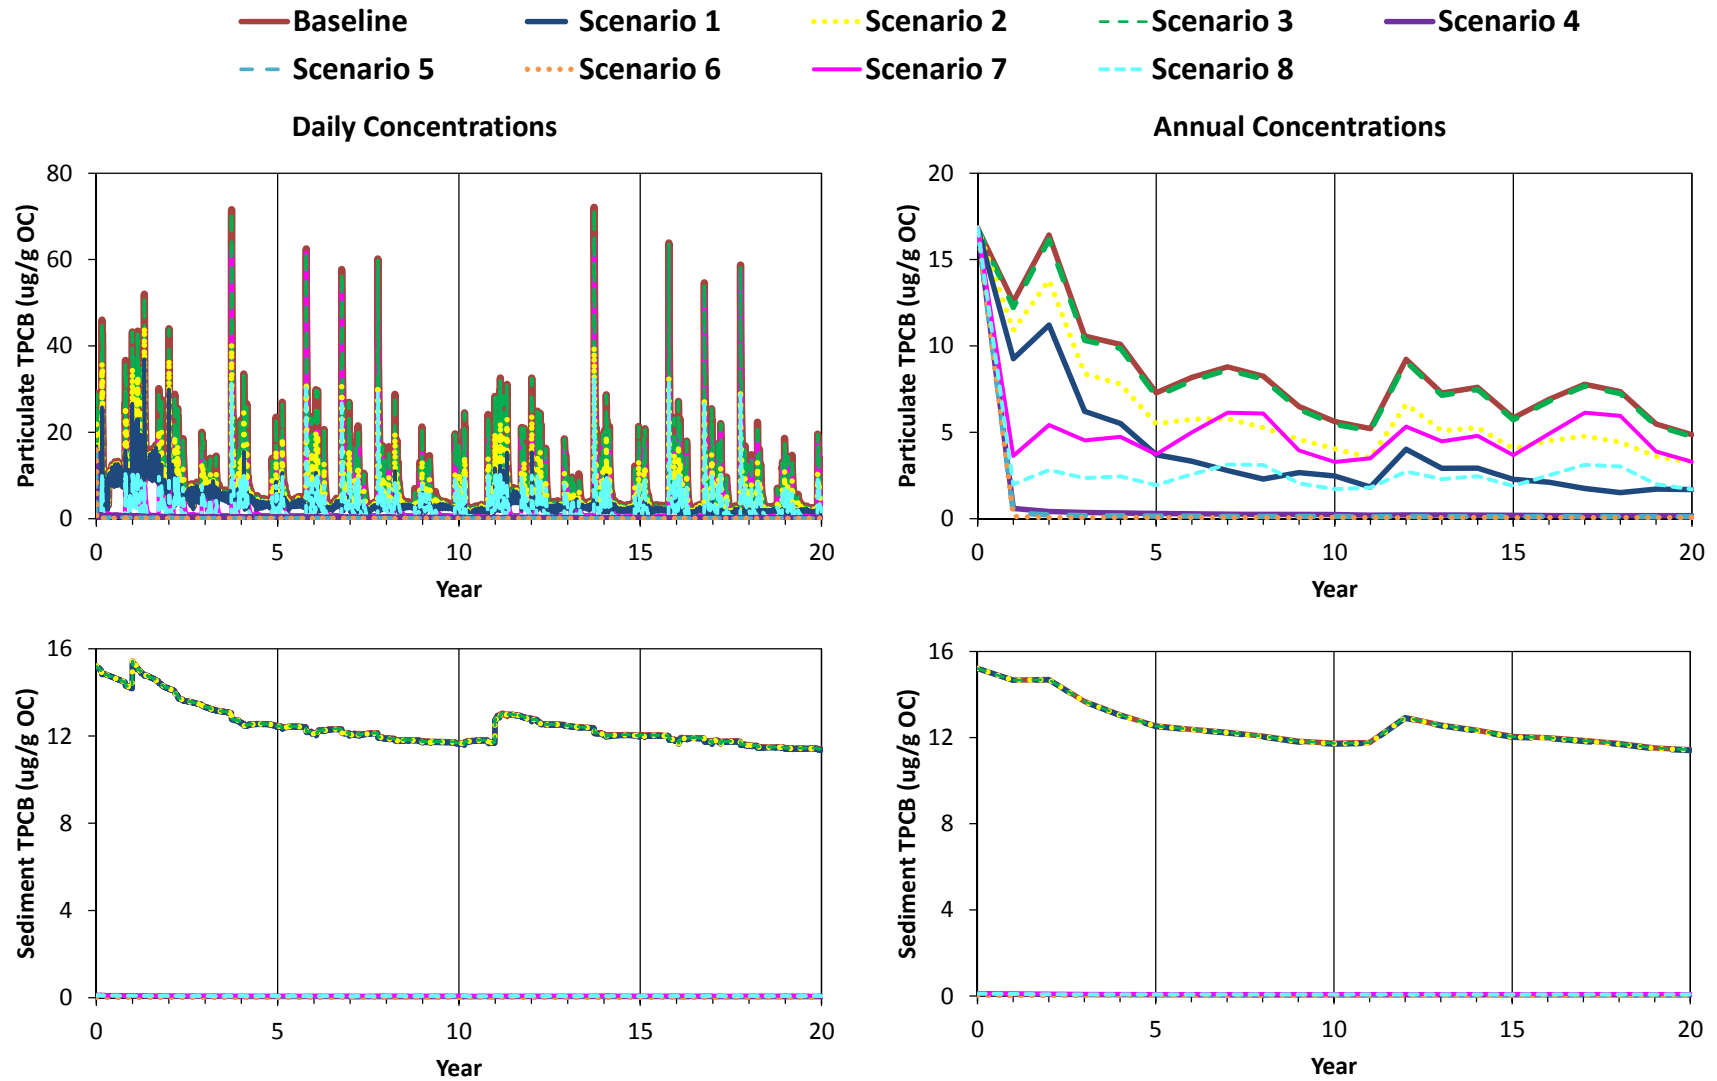 Baseline Scenario 1 Scenario 2 Scenario 3 Scenario 4
Scenario 5 Scenario 6 Scenario 7 Scenario 8
Daily Concentrations
Particulate TPCB (ug/g OC)
80
60
40
20
0
0 5 10 15 20
Year
Annual Concentrations
Particulate TPCB (ug/g OC)
20
15
10
5
0
0 5 10 15 20
Year
Sediment TPCB (ug/g OC)
16
12
8
4
0
0 5 10 15 20
Year
Sediment TPCB (ug/g OC)
16
12
8
4
0
0 5 10 15 20
Year